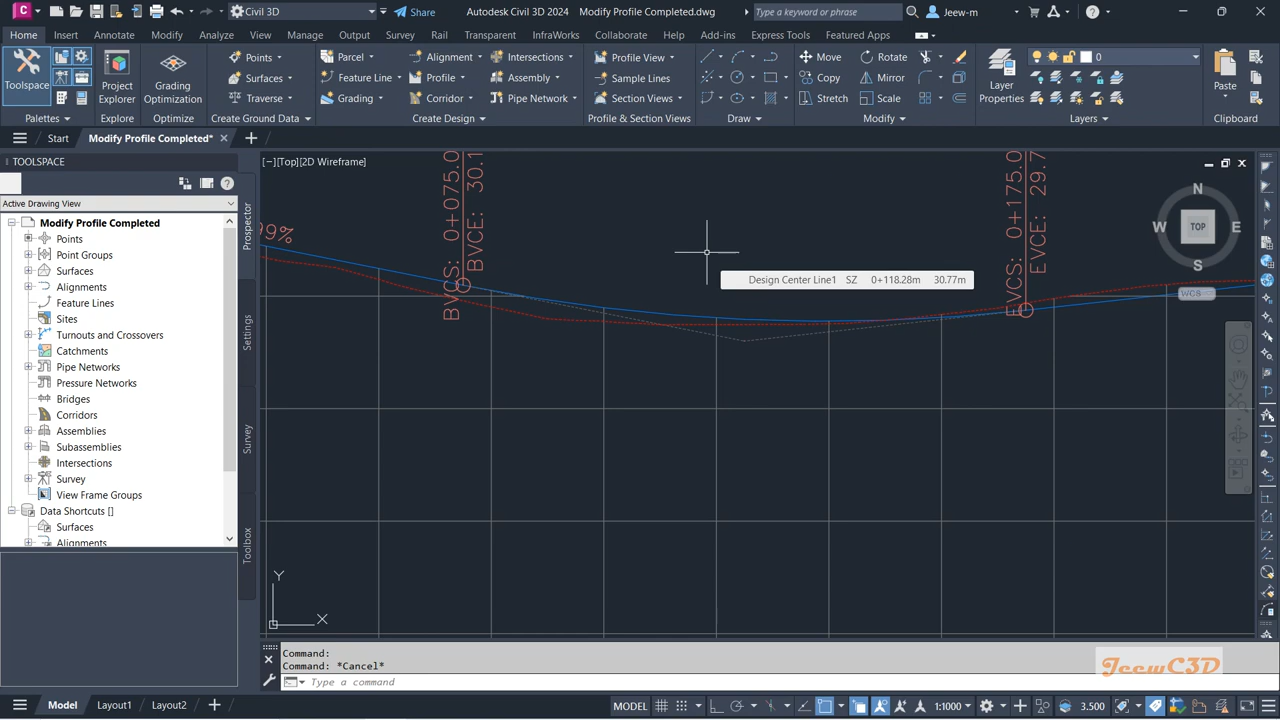 Civil 3D
Share
Autodesk Civil 3D 2024 Modify Profile Completed.dwg
Type a keyword or phrase
Jeew-m
Home Insert Annotate Modify Analyze View Manage Output Survey Rail Transparent InfraWorks Collaborate Help Add-ins Express Tools Featured Apps
Toolspace
Project Explorer
Grading Optimization
Points
Surfaces
Traverse
Parcel
Feature Line
Grading
Alignment
Profile
Corridor
Intersections
Assembly
Pipe Network
Profile View
Sample Lines
Section Views
Move
Copy
Stretch
Rotate
Mirror
Scale
Layer Properties
0
Paste
Palettes Explore Optimize Create Ground Data Create Design Profile & Section Views Draw Modify Layers Clipboard
Start Modify Profile Completed*
TOOLSPACE
Active Drawing View
Modify Profile Completed
Points
Point Groups
Surfaces
Alignments
Feature Lines
Sites
Turnouts and Crossovers
Catchments
Pipe Networks
Pressure Networks
Bridges
Corridors
Assemblies
Subassemblies
Intersections
Survey
View Frame Groups
Data Shortcuts []
Surfaces
Alignments
Prospector
Settings
Survey
Toolbox
[−][Top][2D Wireframe]
99%
BVCS: 0+075.0
BVCE: 30.1
EVCS: 0+175.0
EVCE: 29.7
Design Center Line1 SZ 0+118.28m 30.77m
N
W TOP E
S
WCS
Y
X
Command:
Command: *Cancel*
Type a command
JeewC3D
Model Layout1 Layout2
MODEL
1:1000
3.500